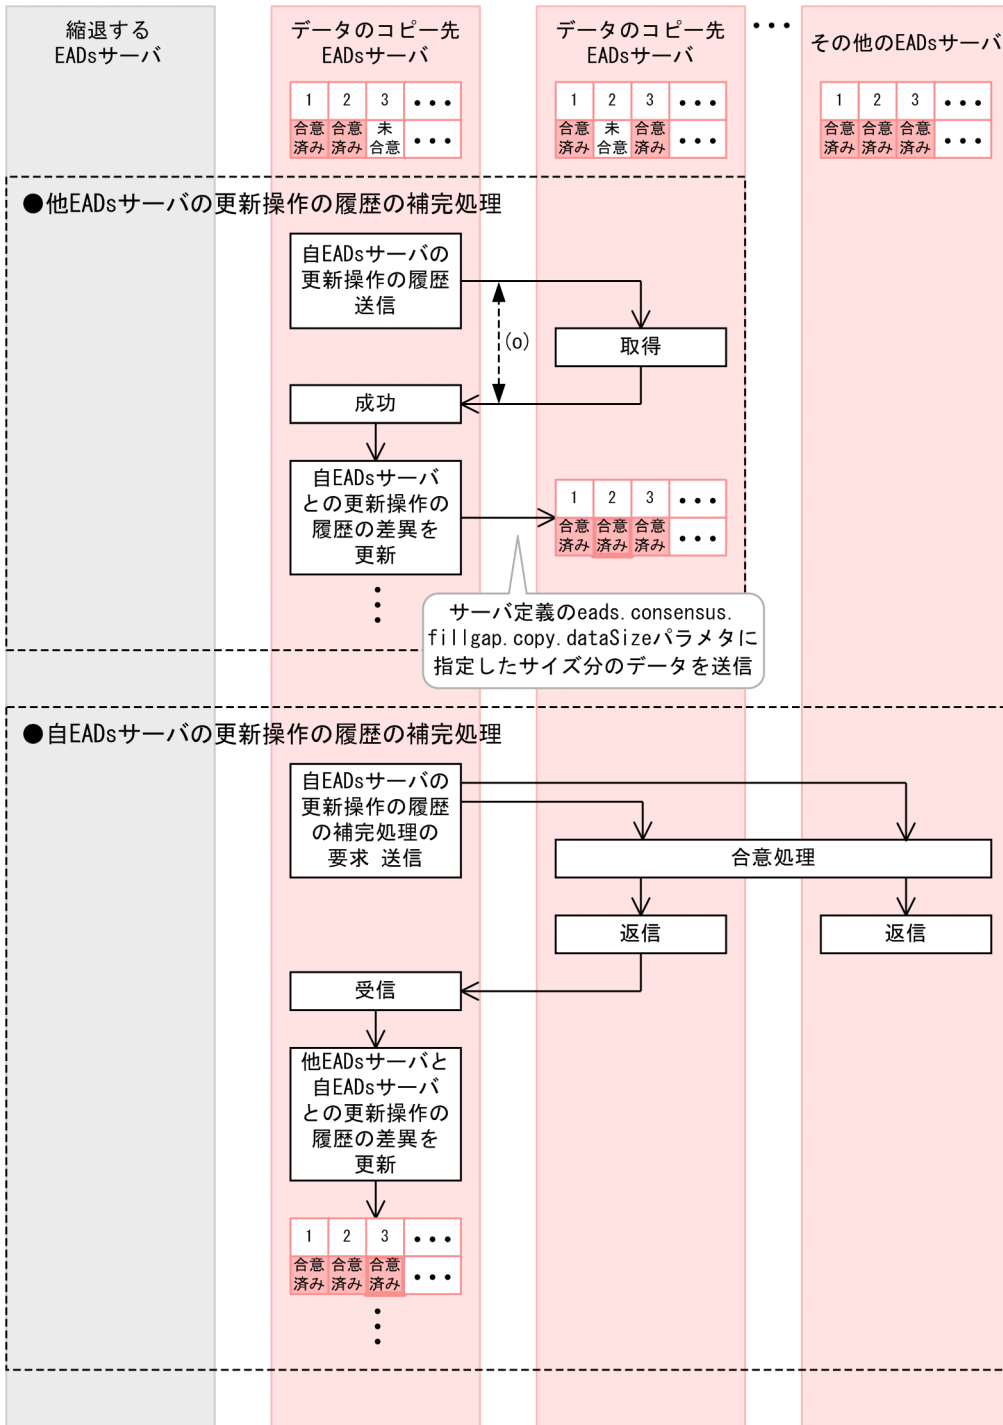 縮退する
EADsサーバ
データのコピー先
EADsサーバ
データのコピー先
EADsサーバ
•••
その他のEADsサーバ
1 2 3 •••
合意済み 合意済み 未合意 •••
1 2 3 •••
合意済み 未合意 合意済み •••
1 2 3 •••
合意済み 合意済み 合意済み •••
●他EADsサーバの更新操作の履歴の補完処理
自EADsサーバの
更新操作の履歴
送信
(o)
取得
成功
自EADsサーバ
との更新操作の
履歴の差異を
更新
1 2 3 •••
合意済み 合意済み 合意済み •••
サーバ定義のeads.consensus.
fillgap.copy.dataSizeパラメタに
指定したサイズ分のデータを送信
●自EADsサーバの更新操作の履歴の補完処理
自EADsサーバの
更新操作の履歴
の補完処理の
要求 送信
合意処理
返信
返信
受信
他EADsサーバと
自EADsサーバ
との更新操作の
履歴の差異を
更新
1 2 3 •••
合意済み 合意済み 合意済み •••